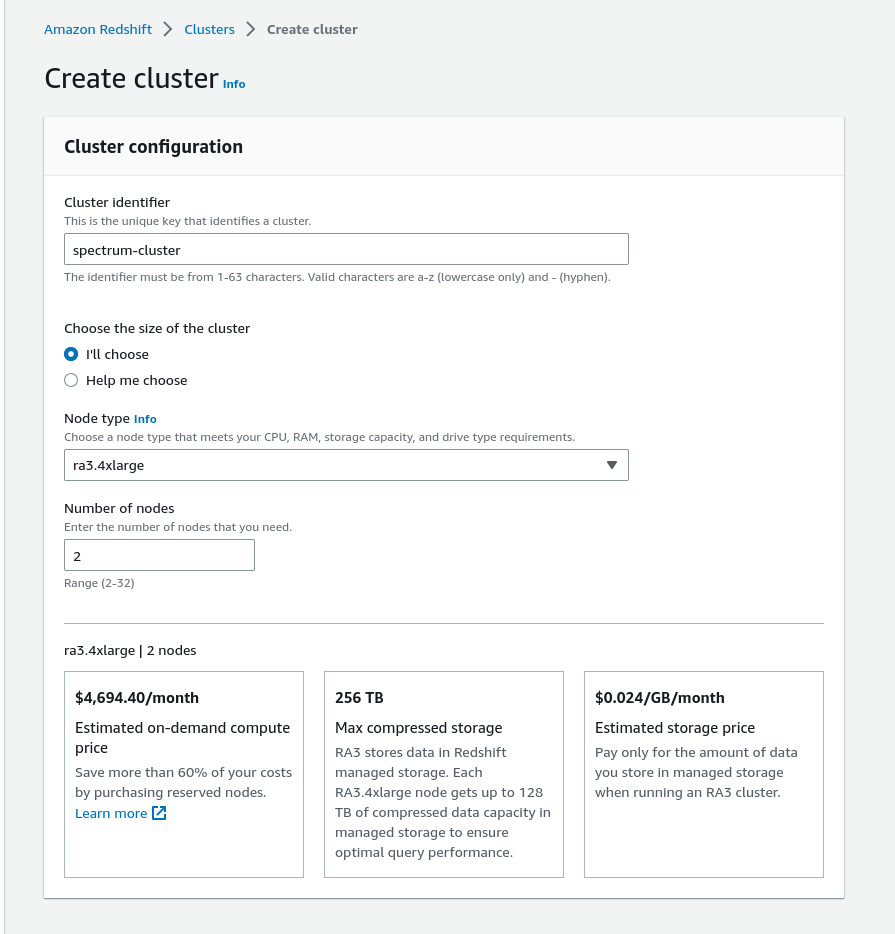 Amazon Redshift > Clusters > Create cluster
Create cluster Info
Cluster configuration
Cluster identifier
This is the unique key that identifies a cluster.
spectrum-cluster
The identifier must be from 1-63 characters. Valid characters are a-z (lowercase only) and - (hyphen).
Choose the size of the cluster
I'll choose
Help me choose
Node type Info
Choose a node type that meets your CPU, RAM, storage capacity, and drive type requirements.
ra3.4xlarge
Number of nodes
Enter the number of nodes that you need.
2
Range (2-32)
ra3.4xlarge | 2 nodes
$4,694.40/month
Estimated on-demand compute
price
Save more than 60% of your costs
by purchasing reserved nodes.
Learn more
256 TB
Max compressed storage
RA3 stores data in Redshift
managed storage. Each
RA3.4xlarge node gets up to 128
TB of compressed data capacity in
managed storage to ensure
optimal query performance.
$0.024/GB/month
Estimated storage price
Pay only for the amount of data
you store in managed storage
when running an RA3 cluster.